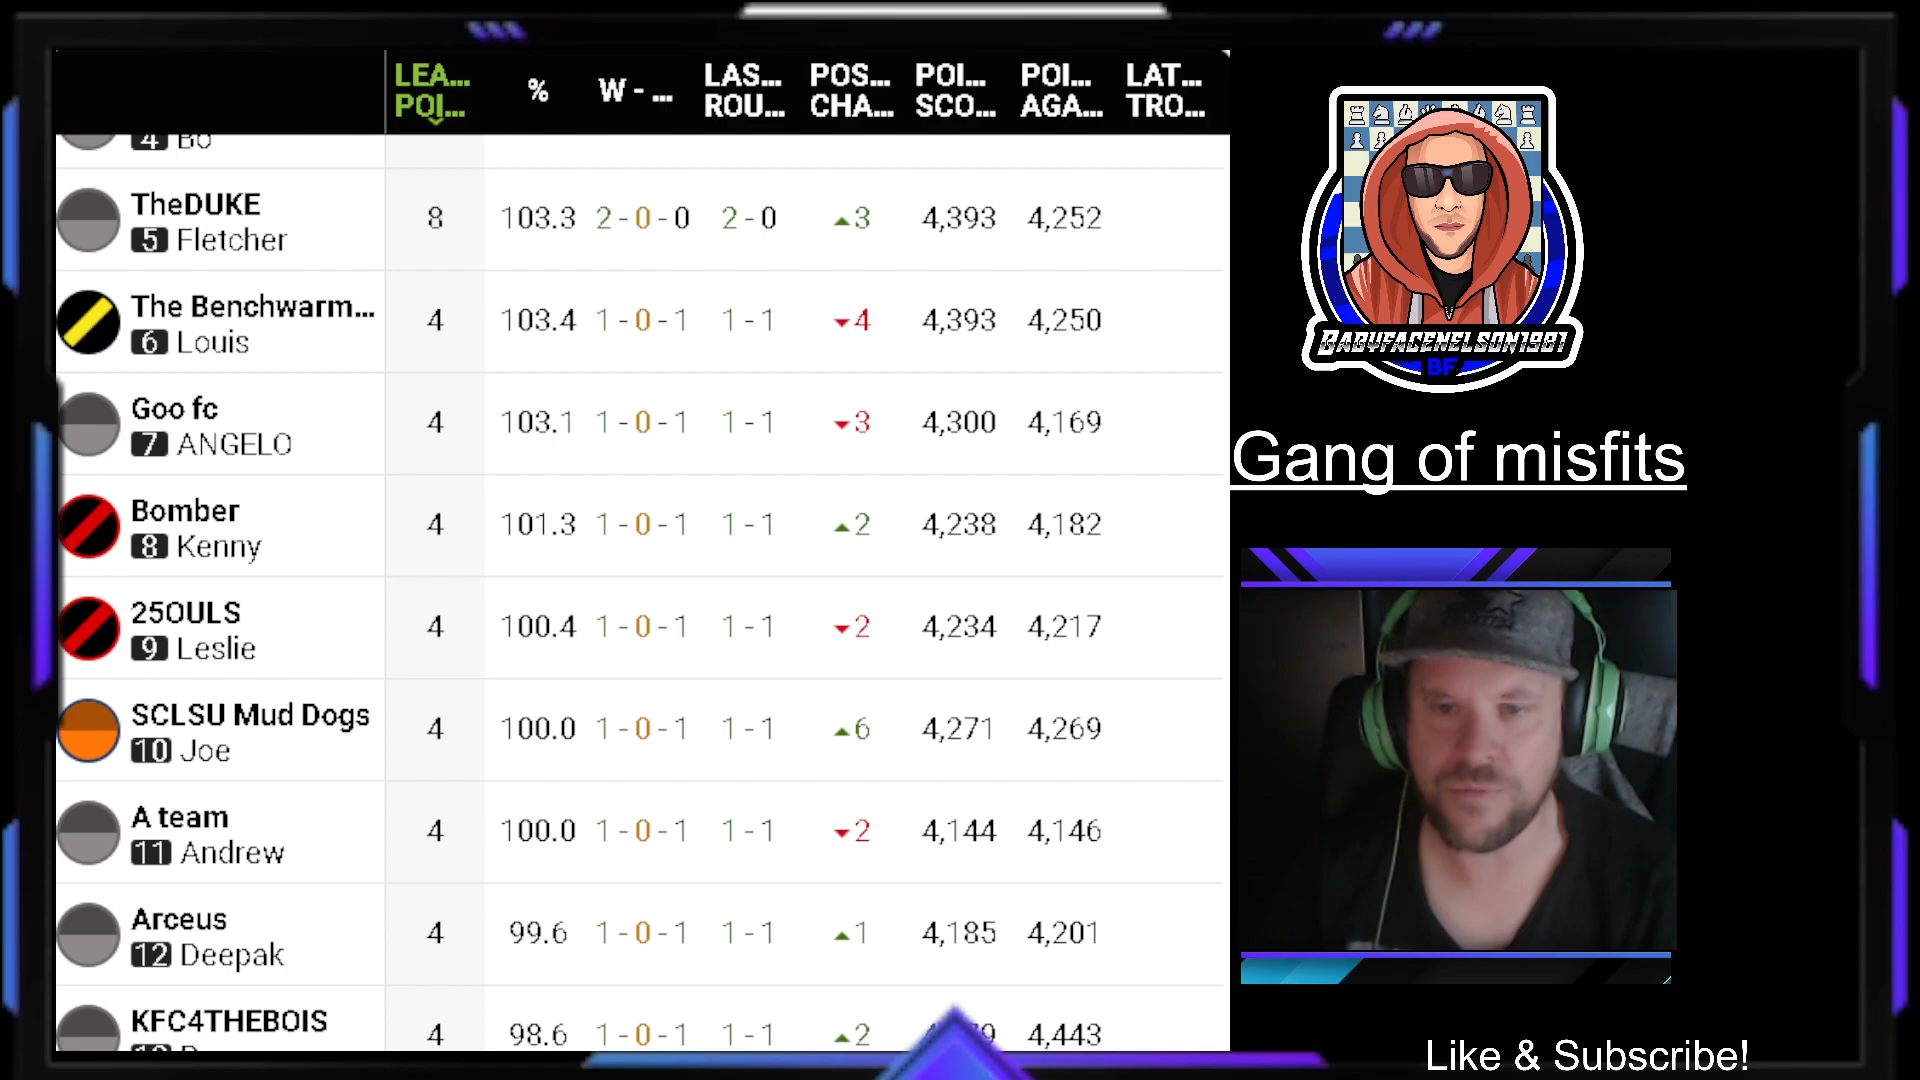 LEA... POI...
%
W - ...
LAS... ROU...
POS... CHA...
POI... SCO...
POI... AGA...
LAT... TRO...
4 Bo
TheDUKE
5 Fletcher
8 103.3 2 - 0 - 0 2 - 0 3 4,393 4,252
The Benchwarm...
6 Louis
4 103.4 1 - 0 - 1 1 - 1 4 4,393 4,250
Goo fc
7 ANGELO
4 103.1 1 - 0 - 1 1 - 1 3 4,300 4,169
Bomber
8 Kenny
4 101.3 1 - 0 - 1 1 - 1 2 4,238 4,182
25OULS
9 Leslie
4 100.4 1 - 0 - 1 1 - 1 2 4,234 4,217
SCLSU Mud Dogs
10 Joe
4 100.0 1 - 0 - 1 1 - 1 6 4,271 4,269
A team
11 Andrew
4 100.0 1 - 0 - 1 1 - 1 2 4,144 4,146
Arceus
12 Deepak
4 99.6 1 - 0 - 1 1 - 1 1 4,185 4,201
KFC4THEBOIS
4 98.6 1 - 0 - 1 1 - 1 2 4,443
BABYFACENELSON1981
BF
Gang of misfits
Like & Subscribe!